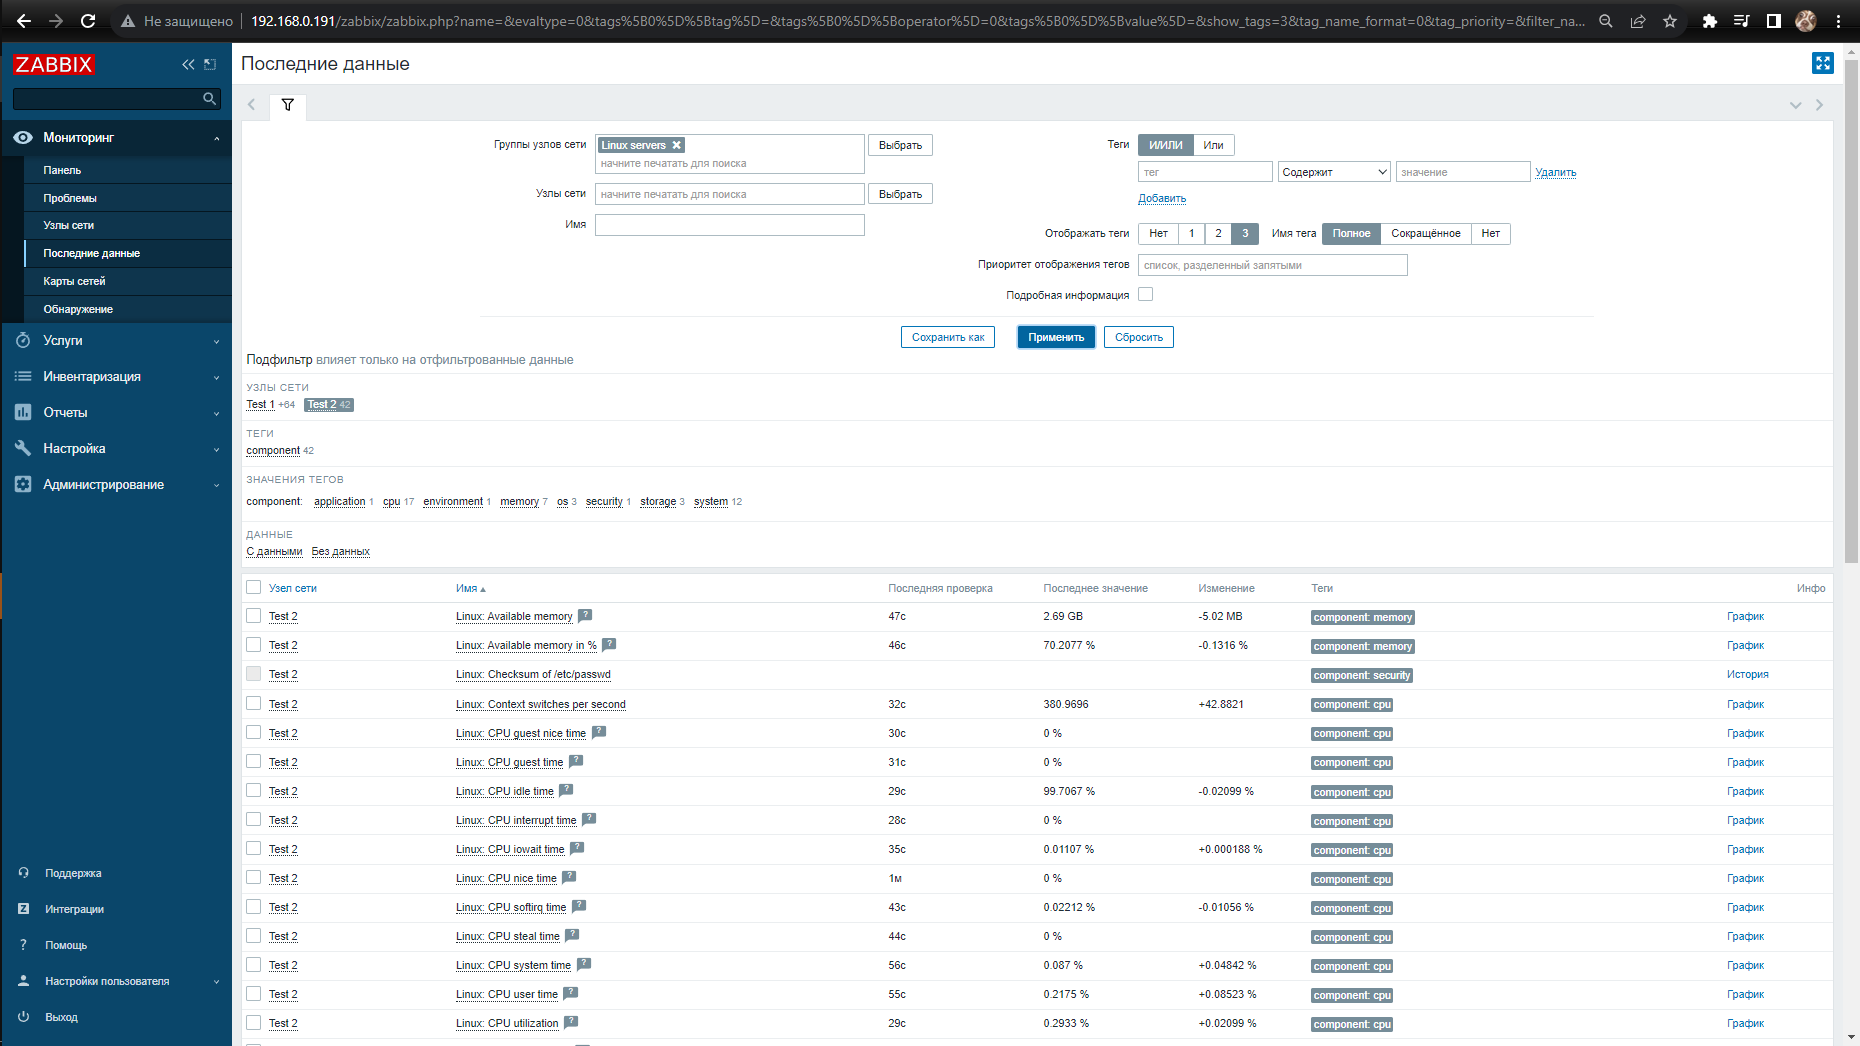 Не защищено | 192.168.0.191/zabbix/zabbix.php?name=&evaltype=0&tags%5B0%5D%5Btag%5D=&tags%5B0%5D%5Boperator%5D=0&tags%5B0%5D%5Bvalue%5D=&show_tags=3&tag_name_format=0&tag_priority=&filter_na...
ZABBIX
Мониторинг
Панель
Проблемы
Узлы сети
Последние данные
Карты сетей
Обнаружение
Услуги
Инвентаризация
Отчеты
Настройка
Администрирование
Поддержка
Интеграции
Помощь
Настройки пользователя
Выход
Последние данные
Группы узлов сети Linux servers Выбрать
начните печатать для поиска
Узлы сети начните печатать для поиска Выбрать
Имя
Теги И/ИЛИ Или
тег Содержит значение Удалить
Добавить
Отображать теги Нет 1 2 3 Имя тега Полное Сокращённое Нет
Приоритет отображения тегов список, разделенный запятыми
Подробная информация
Сохранить как Применить Сбросить
Подфильтр влияет только на отфильтрованные данные
УЗЛЫ СЕТИ
Test 1 +64 Test 2 42
ТЕГИ
component 42
ЗНАЧЕНИЯ ТЕГОВ
component: application 1 cpu 17 environment 1 memory 7 os 3 security 1 storage 3 system 12
ДАННЫЕ
С данными Без данных
Узел сети Имя Последняя проверка Последнее значение Изменение Теги Инфо
Test 2 Linux: Available memory ? 47с 2.69 GB -5.02 MB component: memory График
Test 2 Linux: Available memory in % ? 46с 70.2077 % -0.1316 % component: memory График
Test 2 Linux: Checksum of /etc/passwd component: security История
Test 2 Linux: Context switches per second 32с 380.9696 +42.8821 component: cpu График
Test 2 Linux: CPU guest nice time ? 30с 0 % component: cpu График
Test 2 Linux: CPU guest time ? 31с 0 % component: cpu График
Test 2 Linux: CPU idle time ? 29с 99.7067 % -0.02099 % component: cpu График
Test 2 Linux: CPU interrupt time ? 28с 0 % component: cpu График
Test 2 Linux: CPU iowait time ? 35с 0.01107 % +0.000188 % component: cpu График
Test 2 Linux: CPU nice time ? 1м 0 % component: cpu График
Test 2 Linux: CPU softirq time ? 43с 0.02212 % -0.01056 % component: cpu График
Test 2 Linux: CPU steal time ? 44с 0 % component: cpu График
Test 2 Linux: CPU system time ? 56с 0.087 % +0.04842 % component: cpu График
Test 2 Linux: CPU user time ? 55с 0.2175 % +0.08523 % component: cpu График
Test 2 Linux: CPU utilization ? 29с 0.2933 % +0.02099 % component: cpu График